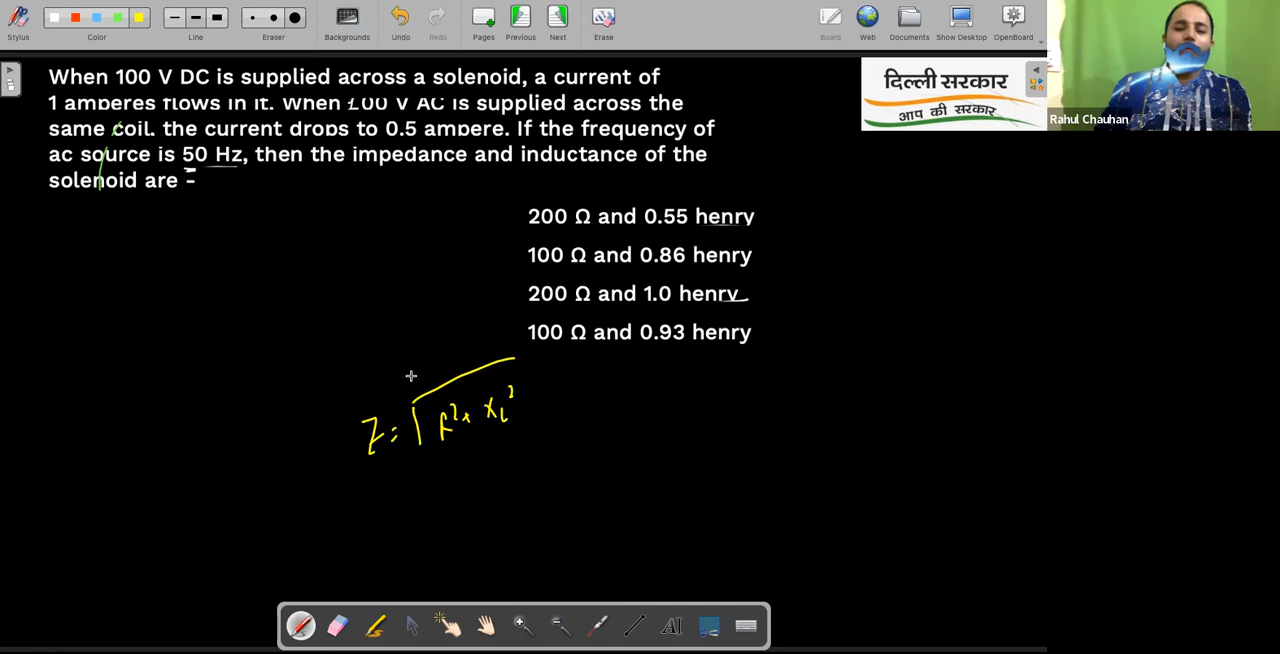 Stylus
Color
Line
Eraser
Backgrounds
Undo
Redo
Pages
Previous
Next
Erase
Board
Web
Documents
Show Desktop
OpenBoard
When 100 V DC is supplied across a solenoid, a current of
1 amperes flows in it. When 100 V AC is supplied across the
same coil, the current drops to 0.5 ampere. If the frequency of
ac source is 50 Hz, then the impedance and inductance of the
solenoid are -
दिल्ली सरकार
आप की सरकार
Rahul Chauhan
200 Ω and 0.55 henry
100 Ω and 0.86 henry
200 Ω and 1.0 henry
100 Ω and 0.93 henry
Z = √R² + X_L²
AI